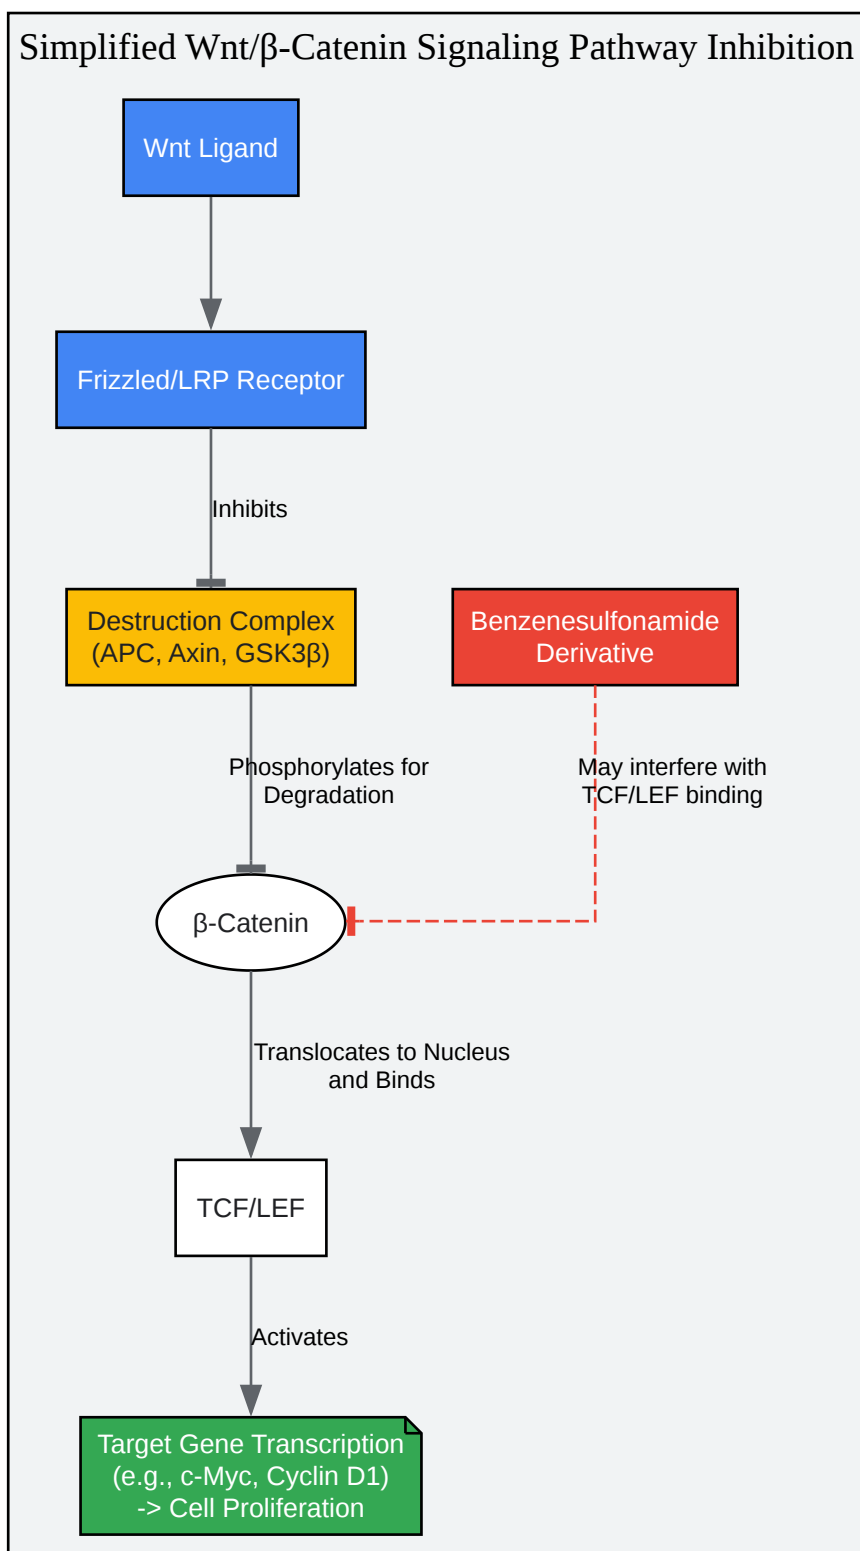 Simplified Wnt/β-Catenin Signaling Pathway Inhibition
Wnt Ligand
Frizzled/LRP Receptor
Inhibits
Destruction Complex
(APC, Axin, GSK3β)
Benzenesulfonamide
Derivative
Phosphorylates for
Degradation
May interfere with
TCF/LEF binding
β-Catenin
Translocates to Nucleus
and Binds
TCF/LEF
Activates
Target Gene Transcription
(e.g., c-Myc, Cyclin D1)
-> Cell Proliferation